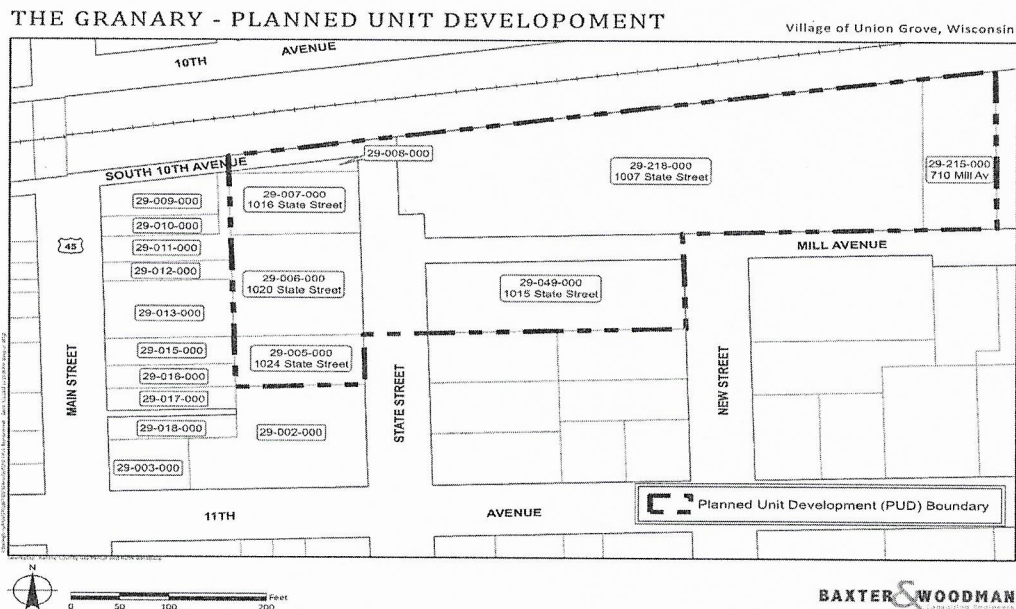 THE GRANARY - PLANNED UNIT DEVELOPOMENT
Village of Union Grove, Wisconsin
10TH AVENUE
SOUTH 10TH AVENUE
29-008-000
29-009-000
29-010-000
29-011-000
29-012-000
29-013-000
29-015-000
29-016-000
29-017-000
29-018-000
29-003-000
29-007-000
1016 State Street
29-006-000
1020 State Street
29-005-000
1024 State Street
29-002-000
29-218-000
1007 State Street
29-215-000
710 Mill Av
MILL AVENUE
29-049-000
1015 State Street
45
MAIN STREET
STATE STREET
NEW STREET
11TH AVENUE
Planned Unit Development (PUD) Boundary
N
0 50 100 200 Feet
BAXTER & WOODMAN
Consulting Engineers